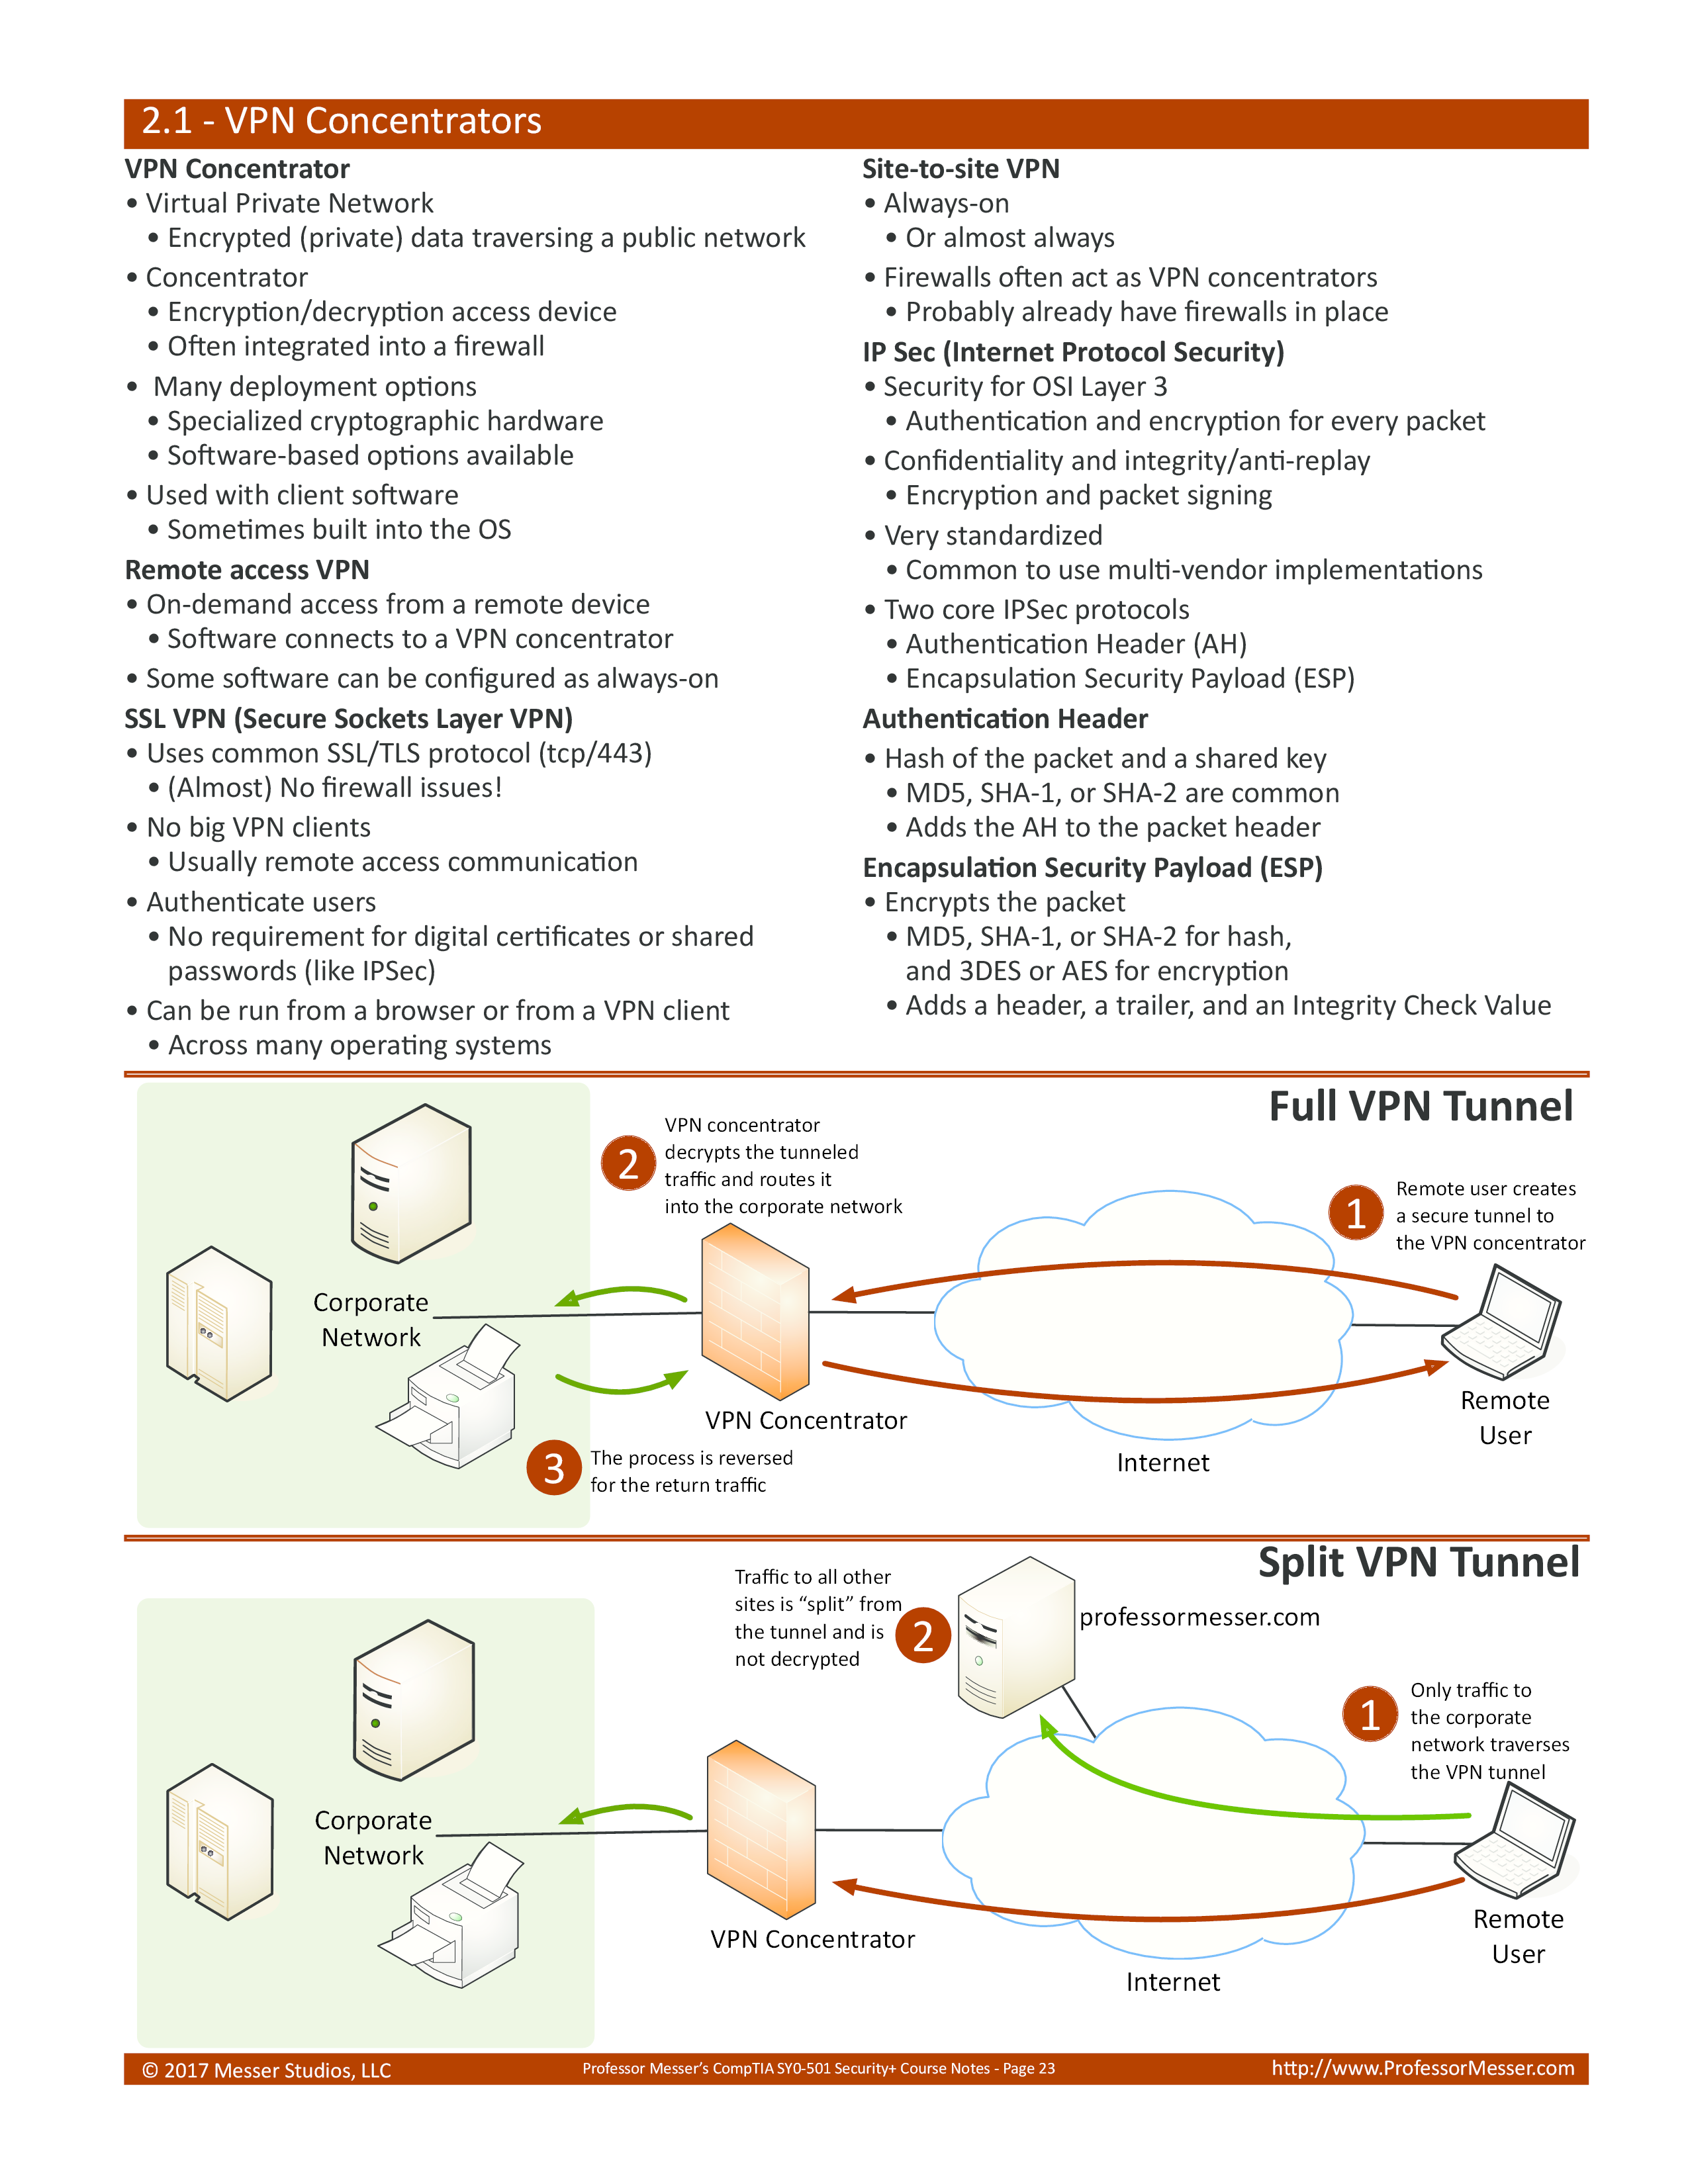 2.1 - VPN Concentrators
VPN Concentrator
• Virtual Private Network
• Encrypted (private) data traversing a public network
• Concentrator
• Encryption/decryption access device
• Often integrated into a firewall
• Many deployment options
• Specialized cryptographic hardware
• Software-based options available
• Used with client software
• Sometimes built into the OS
Remote access VPN
• On-demand access from a remote device
• Software connects to a VPN concentrator
• Some software can be configured as always-on
SSL VPN (Secure Sockets Layer VPN)
• Uses common SSL/TLS protocol (tcp/443)
• (Almost) No firewall issues!
• No big VPN clients
• Usually remote access communication
• Authenticate users
• No requirement for digital certificates or shared
passwords (like IPSec)
• Can be run from a browser or from a VPN client
• Across many operating systems
Site-to-site VPN
• Always-on
• Or almost always
• Firewalls often act as VPN concentrators
• Probably already have firewalls in place
IP Sec (Internet Protocol Security)
• Security for OSI Layer 3
• Authentication and encryption for every packet
• Confidentiality and integrity/anti-replay
• Encryption and packet signing
• Very standardized
• Common to use multi-vendor implementations
• Two core IPSec protocols
• Authentication Header (AH)
• Encapsulation Security Payload (ESP)
Authentication Header
• Hash of the packet and a shared key
• MD5, SHA-1, or SHA-2 are common
• Adds the AH to the packet header
Encapsulation Security Payload (ESP)
• Encrypts the packet
• MD5, SHA-1, or SHA-2 for hash,
and 3DES or AES for encryption
• Adds a header, a trailer, and an Integrity Check Value
Full VPN Tunnel
1
Remote user creates
a secure tunnel to
the VPN concentrator
2
VPN concentrator
decrypts the tunneled
traffic and routes it
into the corporate network
Corporate
Network
VPN Concentrator
Internet
Remote
User
3
The process is reversed
for the return traffic
Split VPN Tunnel
Traffic to all other
sites is “split” from
the tunnel and is
not decrypted
2
professormesser.com
1
Only traffic to
the corporate
network traverses
the VPN tunnel
Corporate
Network
VPN Concentrator
Internet
Remote
User
© 2017 Messer Studios, LLC
Professor Messer’s CompTIA SY0-501 Security+ Course Notes - Page 23
http://www.ProfessorMesser.com